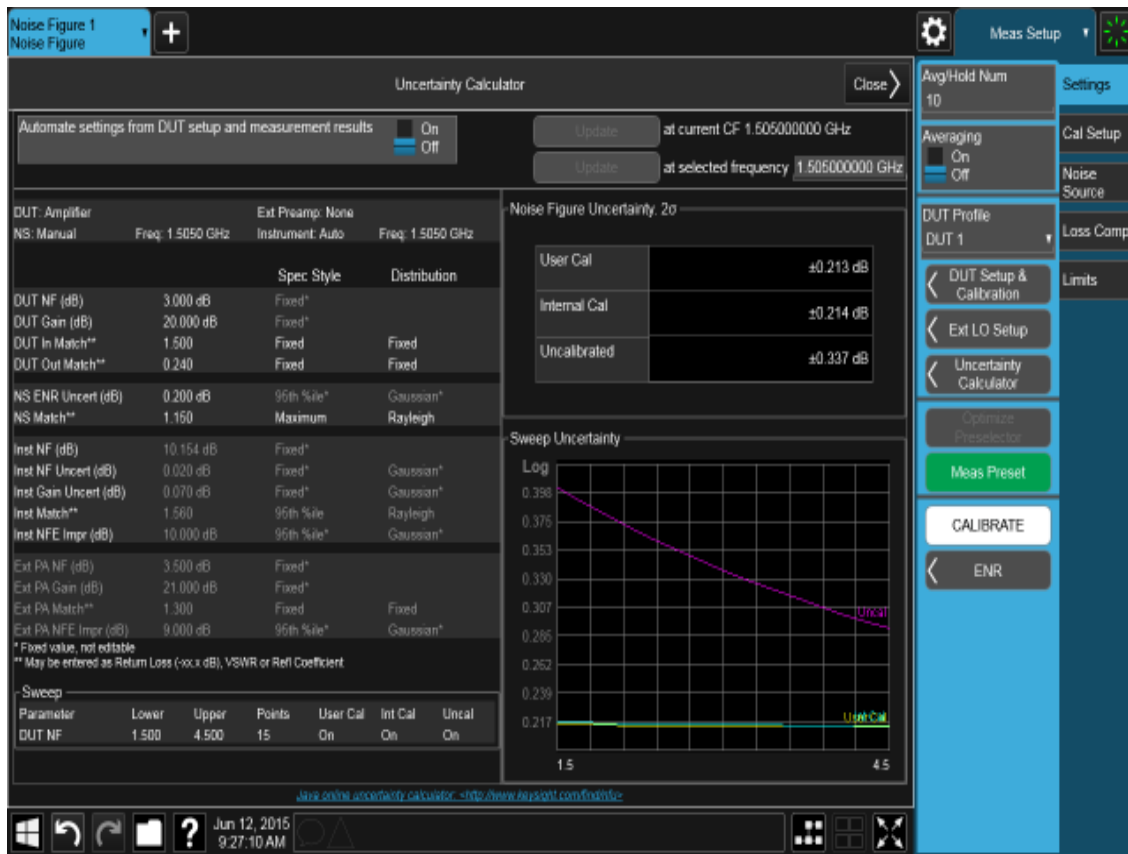 Noise Figure 1
Noise Figure
Meas Setup
Uncertainty Calculator
Close
Automate settings from DUT setup and measurement results
On
Off
Update at current CF 1.505000000 GHz
Update at selected frequency 1.505000000 GHz
DUT: Amplifier Ext Preamp: None
NS: Manual Freq: 1.5050 GHz Instrument: Auto Freq: 1.5050 GHz
Spec Style Distribution
DUT NF (dB) 3.000 dB Fixed*
DUT Gain (dB) 20.000 dB Fixed*
DUT In Match** 1.500 Fixed Fixed
DUT Out Match** 0.240 Fixed Fixed
NS ENR Uncert (dB) 0.200 dB 95th %ile* Gaussian*
NS Match** 1.150 Maximum Rayleigh
Inst NF (dB) 10.154 dB Fixed*
Inst NF Uncert (dB) 0.020 dB Fixed* Gaussian*
Inst Gain Uncert (dB) 0.070 dB Fixed* Gaussian*
Inst Match** 1.560 95th %ile Rayleigh
Inst NFE Impr (dB) 10.000 dB 95th %ile* Gaussian*
Ext PA NF (dB) 3.500 dB Fixed*
Ext PA Gain (dB) 21.000 dB Fixed*
Ext PA Match** 1.300 Fixed Fixed
Ext PA NFE Impr (dB) 9.000 dB 95th %ile* Gaussian*
* Fixed value, not editable
** May be entered as Return Loss (-xx.x dB), VSWR or Refl Coefficient
Sweep
Parameter Lower Upper Points User Cal Int Cal Uncal
DUT NF 1.500 4.500 15 On On On
Noise Figure Uncertainty: 2σ
User Cal ±0.213 dB
Internal Cal ±0.214 dB
Uncalibrated ±0.337 dB
Sweep Uncertainty
Log
0.398
0.375
0.353
0.330
0.307
0.285
0.262
0.239
0.217
Uncal
1.5 4.5
Java online uncertainty calculator: <http://www.keysight.com/find/nfu>
Avg/Hold Num
10
Averaging
On
Off
DUT Profile
DUT 1
DUT Setup &
Calibration
Ext LO Setup
Uncertainty
Calculator
Optimize
Preselector
Meas Preset
CALIBRATE
ENR
Settings
Cal Setup
Noise
Source
Loss Comp
Limits
?
Jun 12, 2015
9:27:10 AM